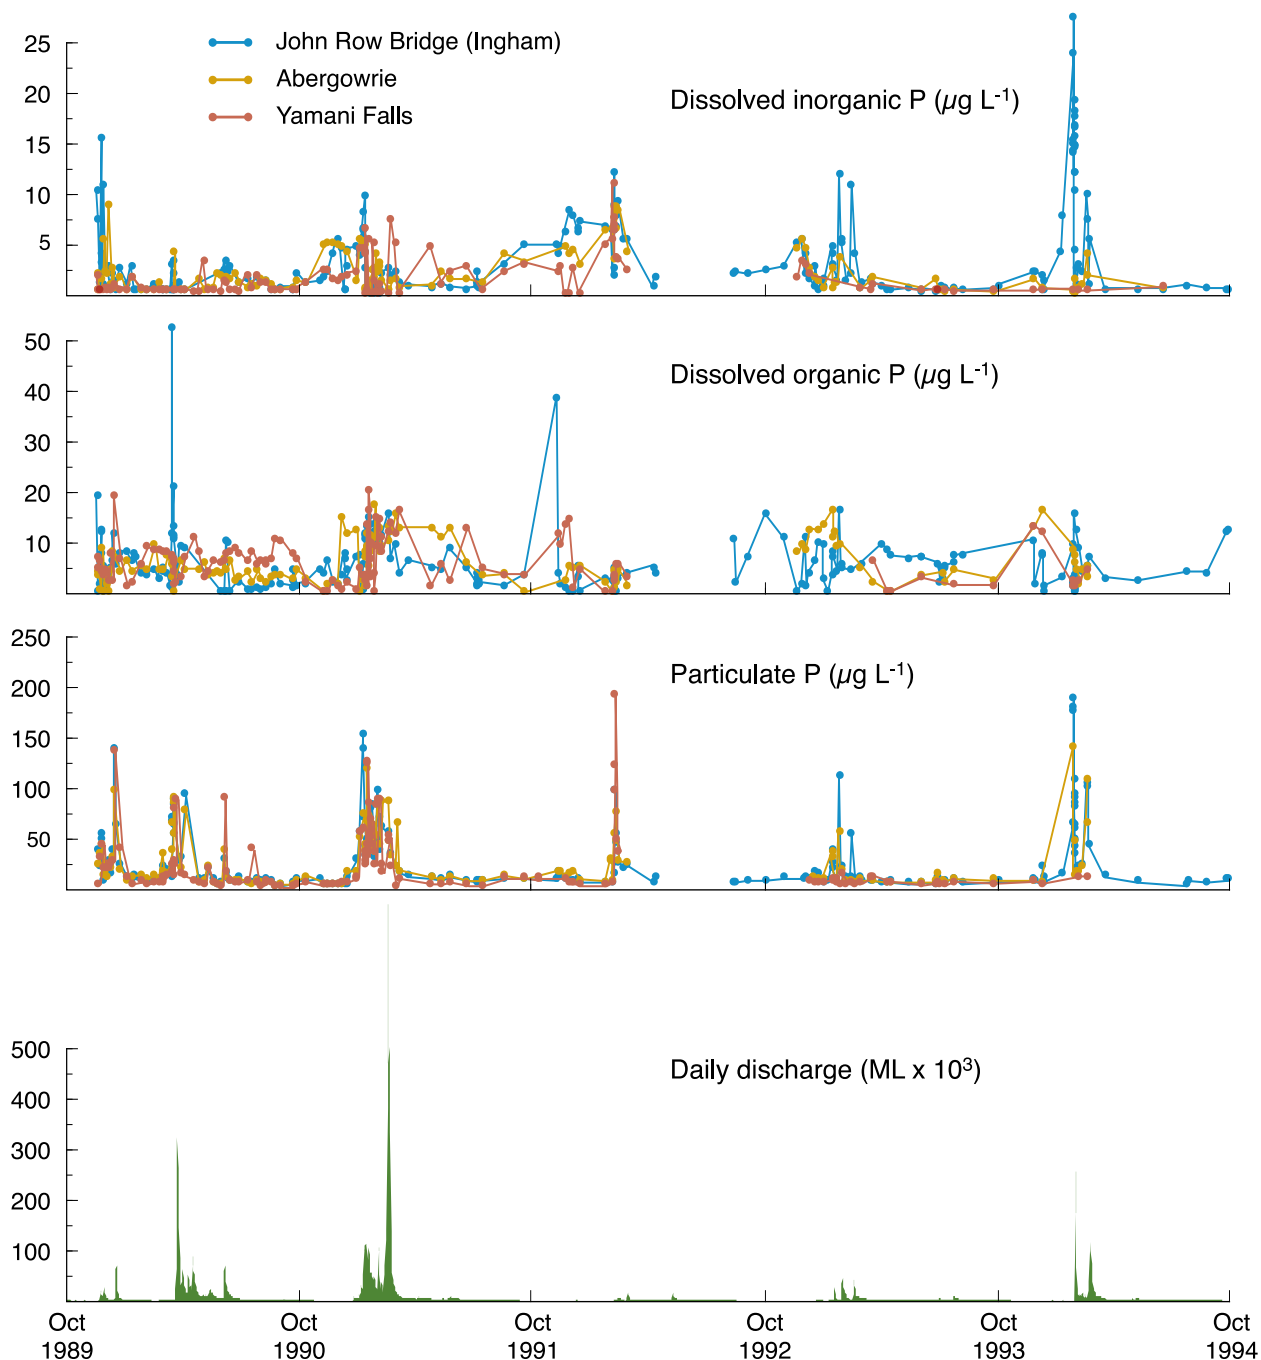 25
20
15
10
5
John Row Bridge (Ingham)
Abergowrie
Yamani Falls
Dissolved inorganic P (µg L-1)
50
40
30
20
10
Dissolved organic P (µg L-1)
250
200
150
100
50
Particulate P (µg L-1)
500
400
300
200
100
Daily discharge (ML x 10³)
Oct Oct Oct Oct Oct Oct
1989 1990 1991 1992 1993 1994